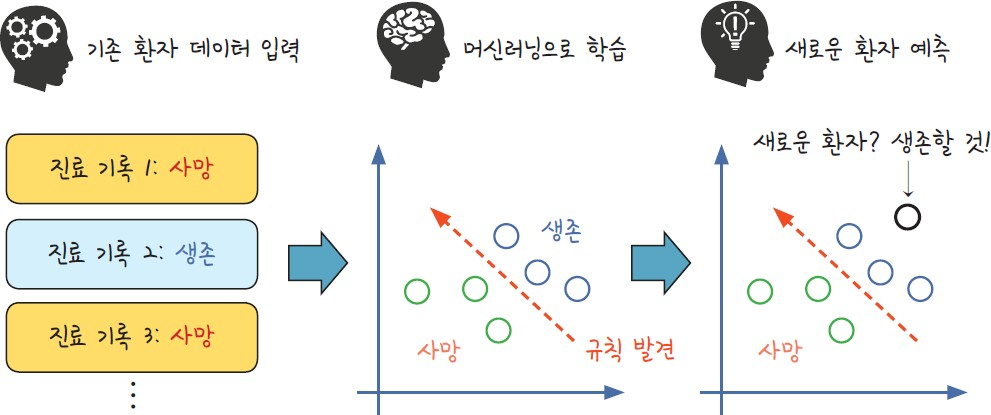 기존 환자 데이터 입력
머신러닝으로 학습
새로운 환자 예측
진료 기록 1: 사망
진료 기록 2: 생존
진료 기록 3: 사망
⋮
생존
사망
규칙 발견
새로운 환자? 생존할 것!
사망